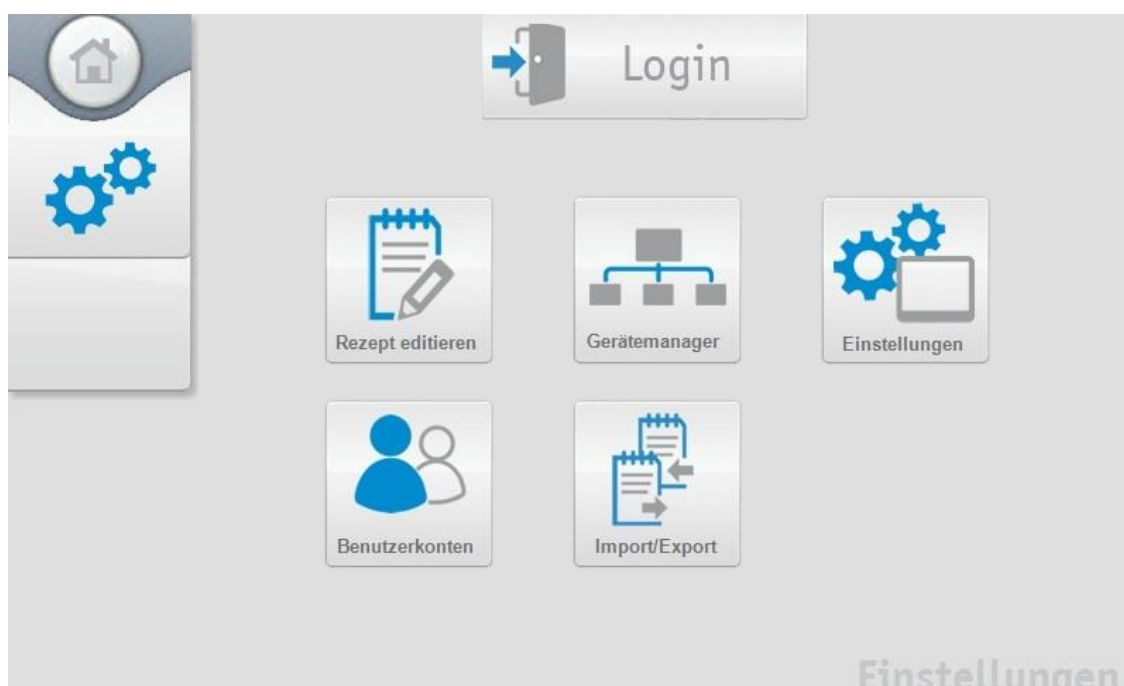 Login
Rezept editieren
Gerätemanager
Einstellungen
Benutzerkonten
Import/Export
Einstellungen